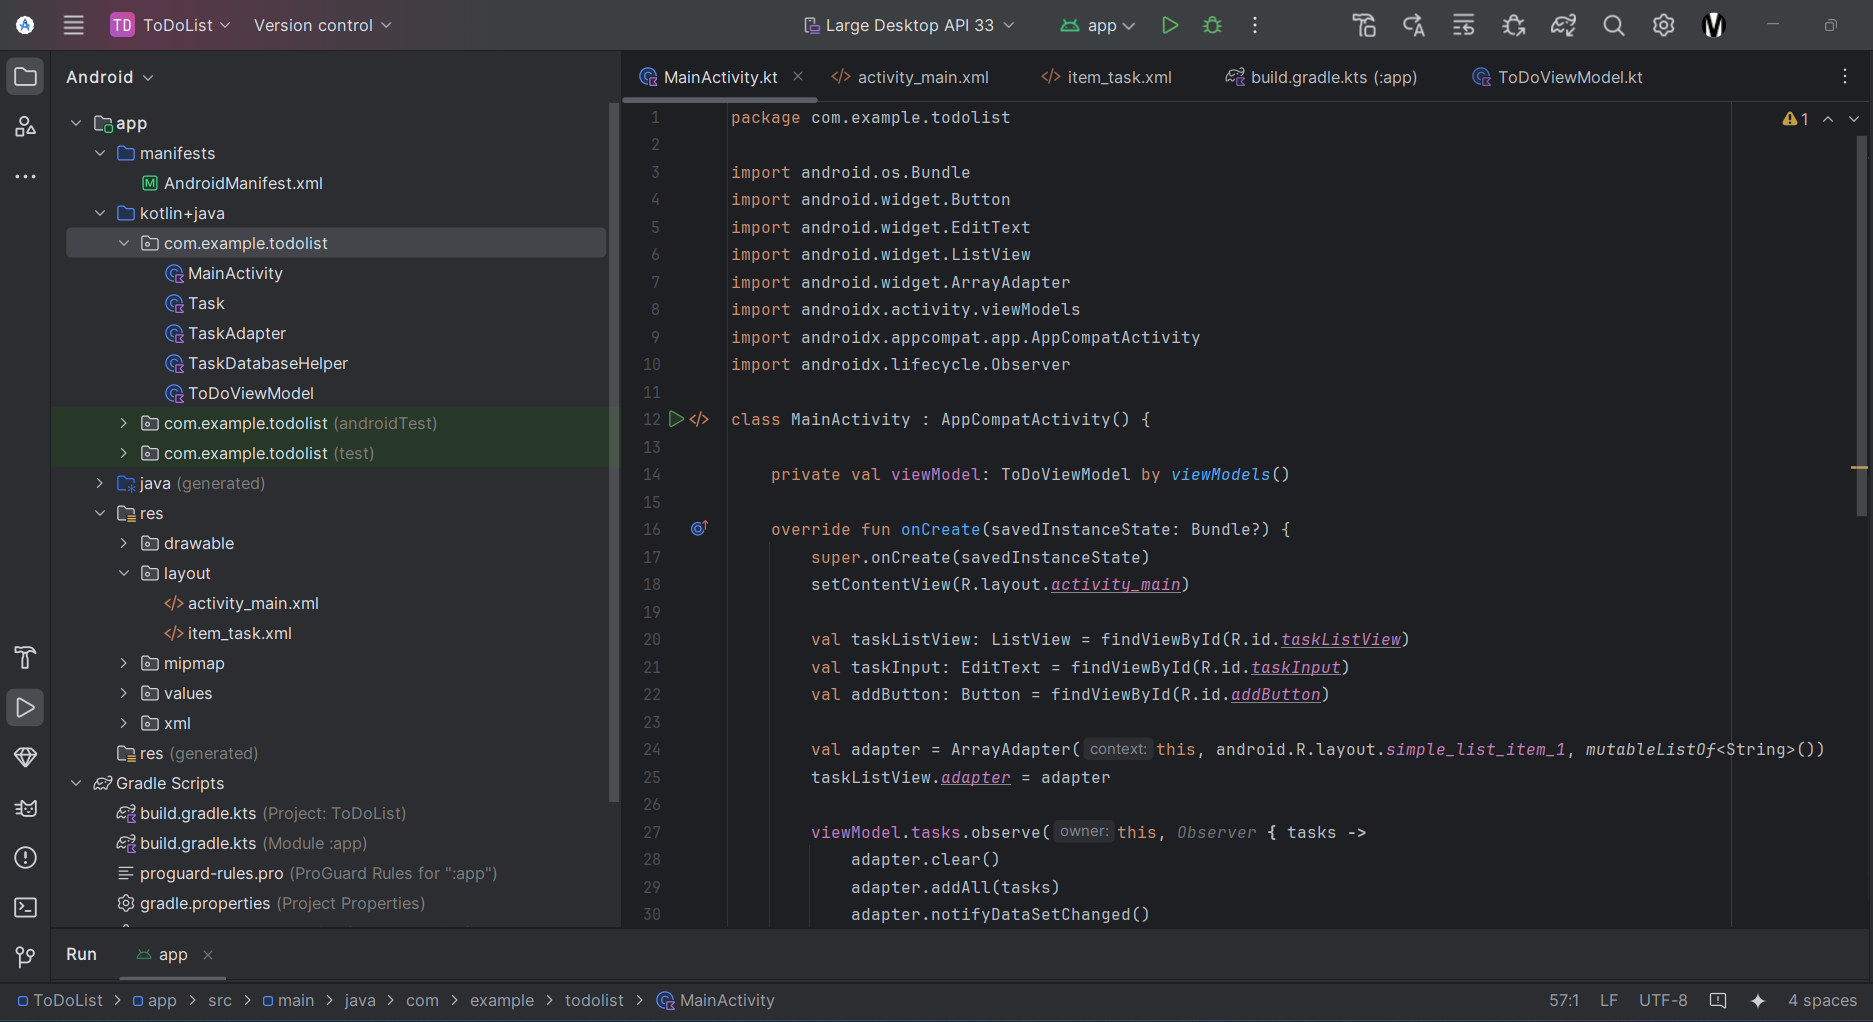 TD ToDoList Version control Large Desktop API 33 app
Android
MainActivity.kt activity_main.xml item_task.xml build.gradle.kts (:app) ToDoViewModel.kt
app
manifests
AndroidManifest.xml
kotlin+java
com.example.todolist
MainActivity
Task
TaskAdapter
TaskDatabaseHelper
ToDoViewModel
com.example.todolist (androidTest)
com.example.todolist (test)
java (generated)
res
drawable
layout
activity_main.xml
item_task.xml
mipmap
values
xml
res (generated)
Gradle Scripts
build.gradle.kts (Project: ToDoList)
build.gradle.kts (Module :app)
proguard-rules.pro (ProGuard Rules for ":app")
gradle.properties (Project Properties)
1 package com.example.todolist
1
2
3 import android.os.Bundle
4 import android.widget.Button
5 import android.widget.EditText
6 import android.widget.ListView
7 import android.widget.ArrayAdapter
8 import androidx.activity.viewModels
9 import androidx.appcompat.app.AppCompatActivity
10 import androidx.lifecycle.Observer
11
12 class MainActivity : AppCompatActivity() {
13
14 private val viewModel: ToDoViewModel by viewModels()
15
16 override fun onCreate(savedInstanceState: Bundle?) {
17 super.onCreate(savedInstanceState)
18 setContentView(R.layout.activity_main)
19
20 val taskListView: ListView = findViewById(R.id.taskListView)
21 val taskInput: EditText = findViewById(R.id.taskInput)
22 val addButton: Button = findViewById(R.id.addButton)
23
24 val adapter = ArrayAdapter( context: this, android.R.layout.simple_list_item_1, mutableListOf<String>())
25 taskListView.adapter = adapter
26
27 viewModel.tasks.observe( owner: this, Observer { tasks ->
28 adapter.clear()
29 adapter.addAll(tasks)
30 adapter.notifyDataSetChanged()
Run app
ToDoList > app > src > main > java > com > example > todolist > MainActivity 57:1 LF UTF-8 4 spaces